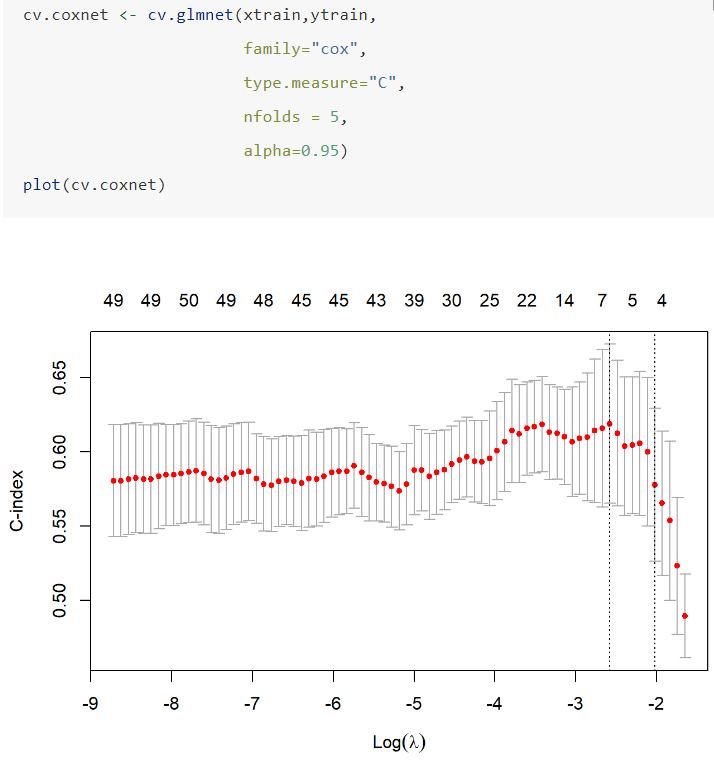 cv.coxnet <- cv.glmnet(xtrain,ytrain,
family="cox",
type.measure="C",
nfolds = 5,
alpha=0.95)
plot(cv.coxnet)
49 49 50 49 48 45 45 43 39 30 25 22 14 7 5 4
0.65
0.60
0.55
0.50
C-index
-9 -8 -7 -6 -5 -4 -3 -2
Log(λ)